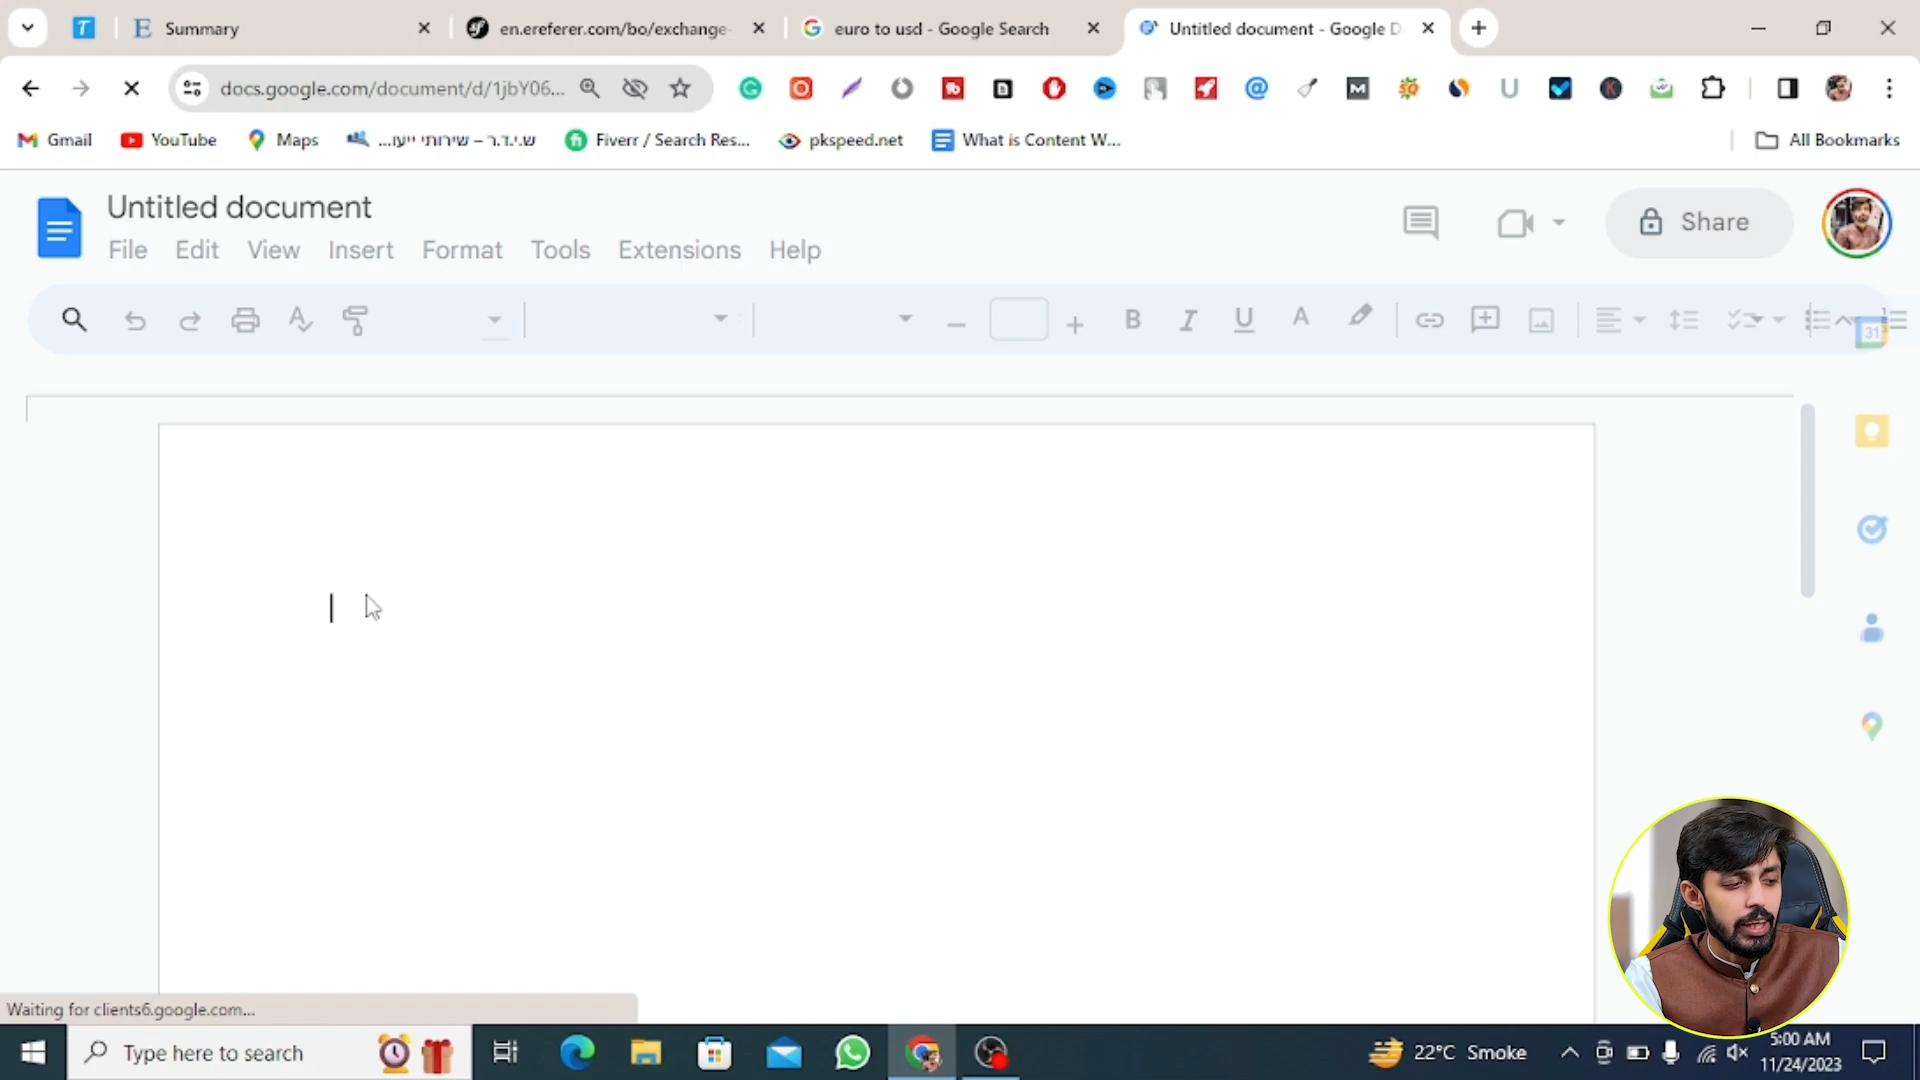 Summary
en.ereferer.com/bo/exchange-
euro to usd - Google Search
Untitled document - Google D
docs.google.com/document/d/1jbY06...
Gmail
YouTube
Maps
ש.י.ד.ר – שירותי ייעו...
Fiverr / Search Res...
pkspeed.net
What is Content W...
All Bookmarks
Untitled document
File Edit View Insert Format Tools Extensions Help
Share
31
Waiting for clients6.google.com...
Type here to search
22°C Smoke
5:00 AM
11/24/2023